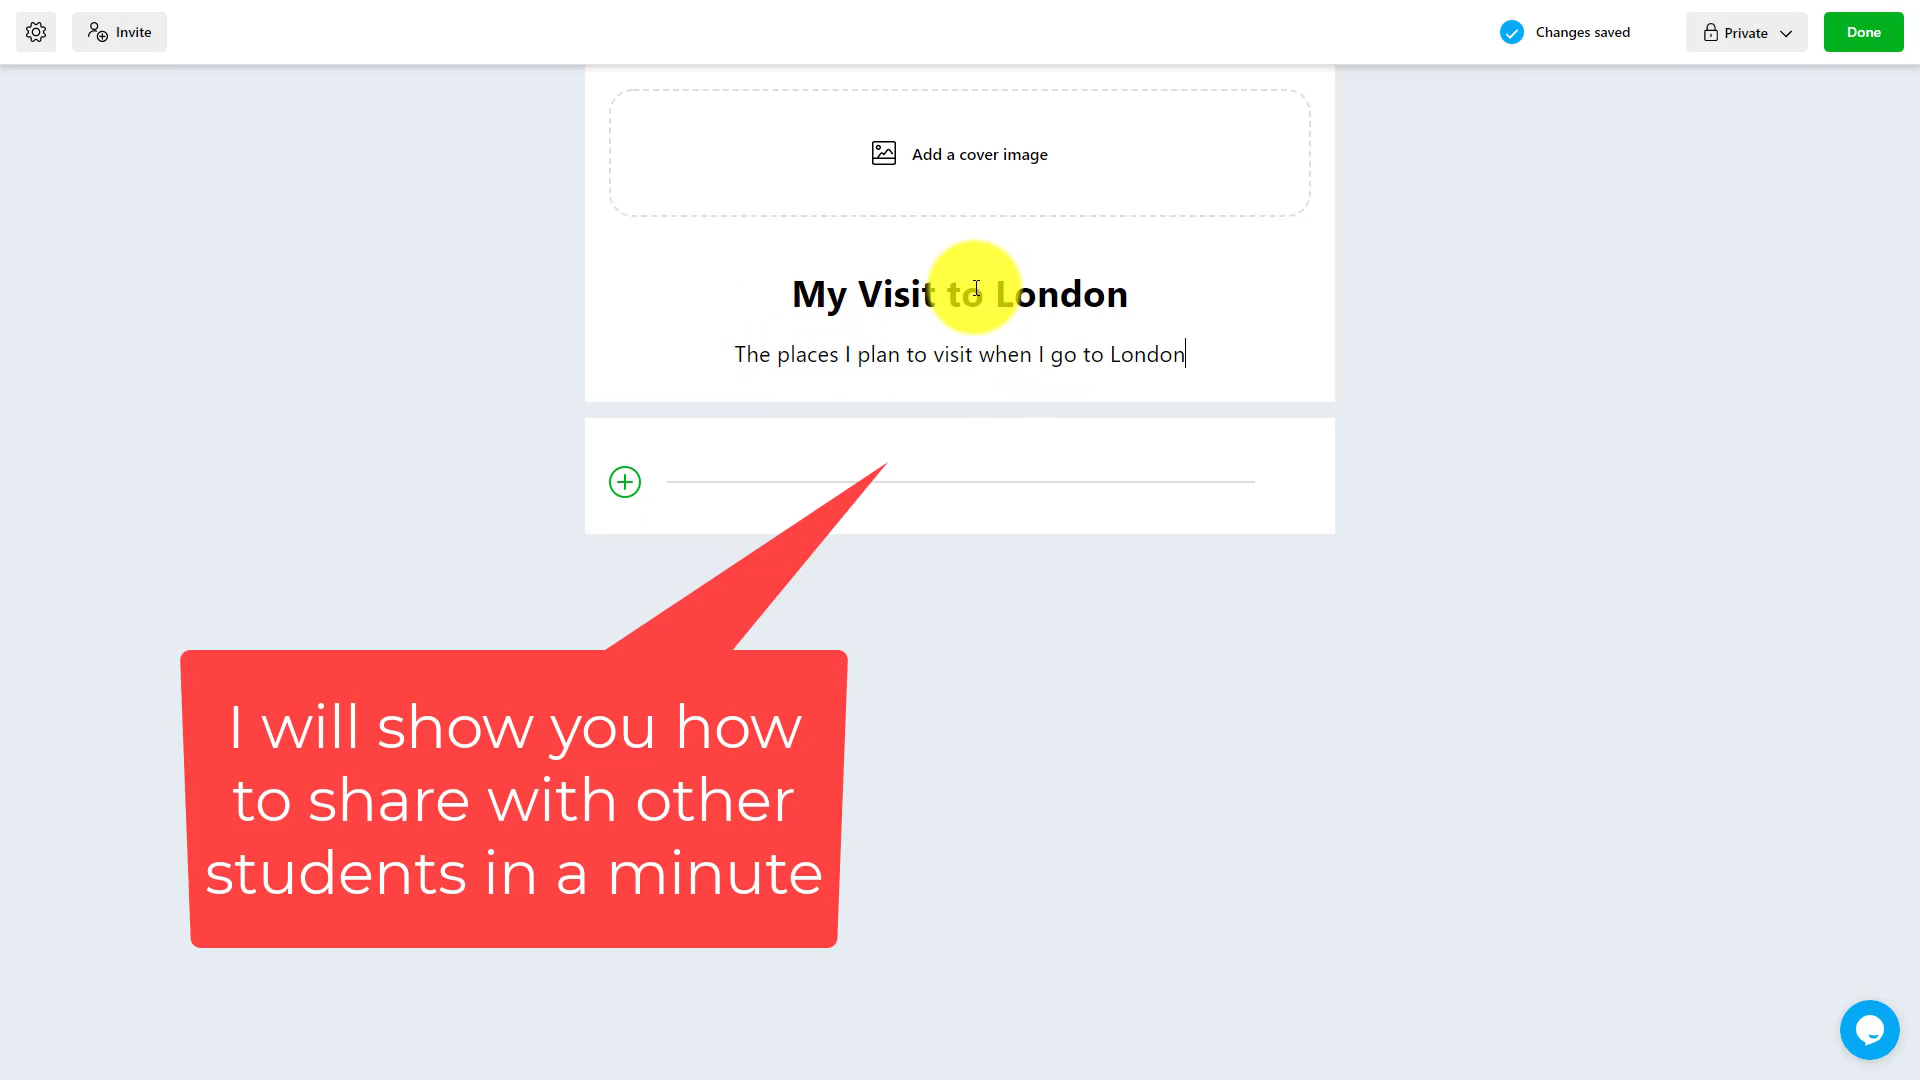 Invite
Changes saved
Private
Done
Add a cover image
My Visit to London
The places I plan to visit when I go to London
I will show you how
to share with other
students in a minute